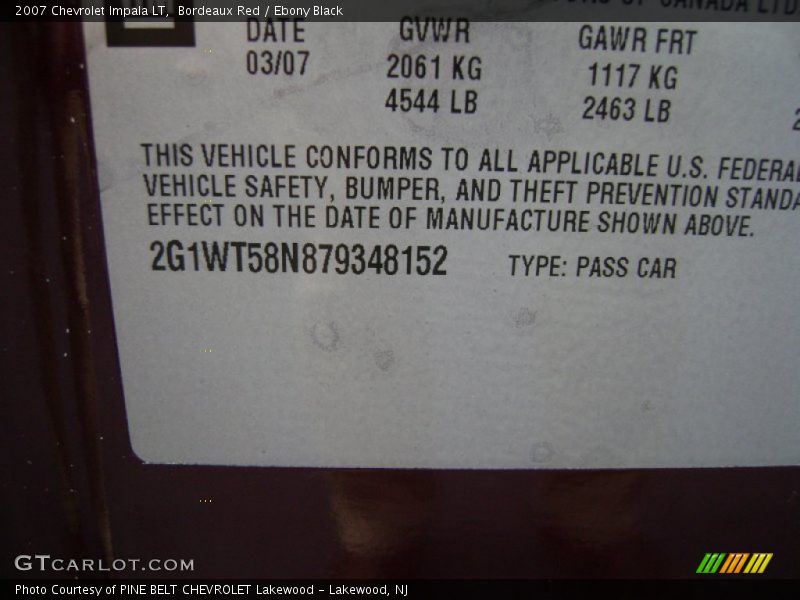 2007 Chevrolet Impala LT, Bordeaux Red / Ebony Black
OF CANADA LTD
DATE GVWR GAWR FRT
03/07 2061 KG 1117 KG
4544 LB 2463 LB
THIS VEHICLE CONFORMS TO ALL APPLICABLE U.S. FEDERAL
VEHICLE SAFETY, BUMPER, AND THEFT PREVENTION STANDA
EFFECT ON THE DATE OF MANUFACTURE SHOWN ABOVE.
2G1WT58N879348152 TYPE: PASS CAR
GTCARLOT.COM
Photo Courtesy of PINE BELT CHEVROLET Lakewood - Lakewood, NJ